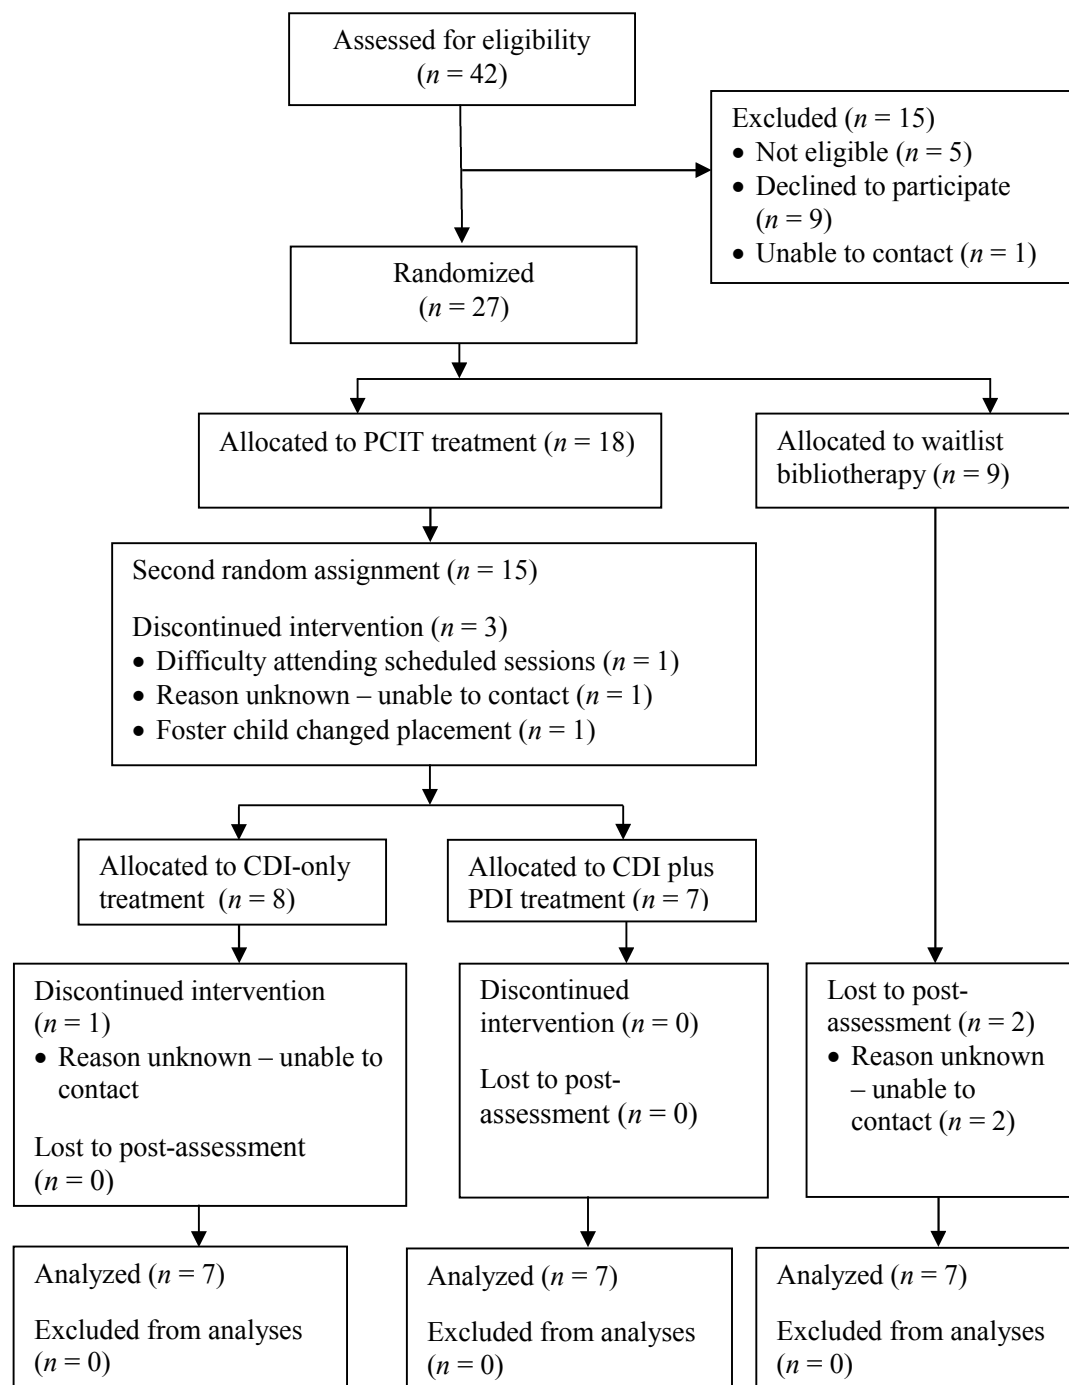 Assessed for eligibility
(n = 42)
Excluded (n = 15)
• Not eligible (n = 5)
• Declined to participate
(n = 9)
• Unable to contact (n = 1)
Randomized
(n = 27)
Allocated to PCIT treatment (n = 18)
Allocated to waitlist
bibliotherapy (n = 9)
Second random assignment (n = 15)
Discontinued intervention (n = 3)
• Difficulty attending scheduled sessions (n = 1)
• Reason unknown – unable to contact (n = 1)
• Foster child changed placement (n = 1)
Allocated to CDI-only
treatment (n = 8)
Allocated to CDI plus
PDI treatment (n = 7)
Discontinued intervention
(n = 1)
• Reason unknown – unable to
contact
Lost to post-assessment
(n = 0)
Discontinued
intervention (n = 0)
Lost to post-
assessment (n = 0)
Lost to post-
assessment (n = 2)
• Reason unknown
– unable to
contact (n = 2)
Analyzed (n = 7)
Excluded from analyses
(n = 0)
Analyzed (n = 7)
Excluded from analyses
(n = 0)
Analyzed (n = 7)
Excluded from analyses
(n = 0)